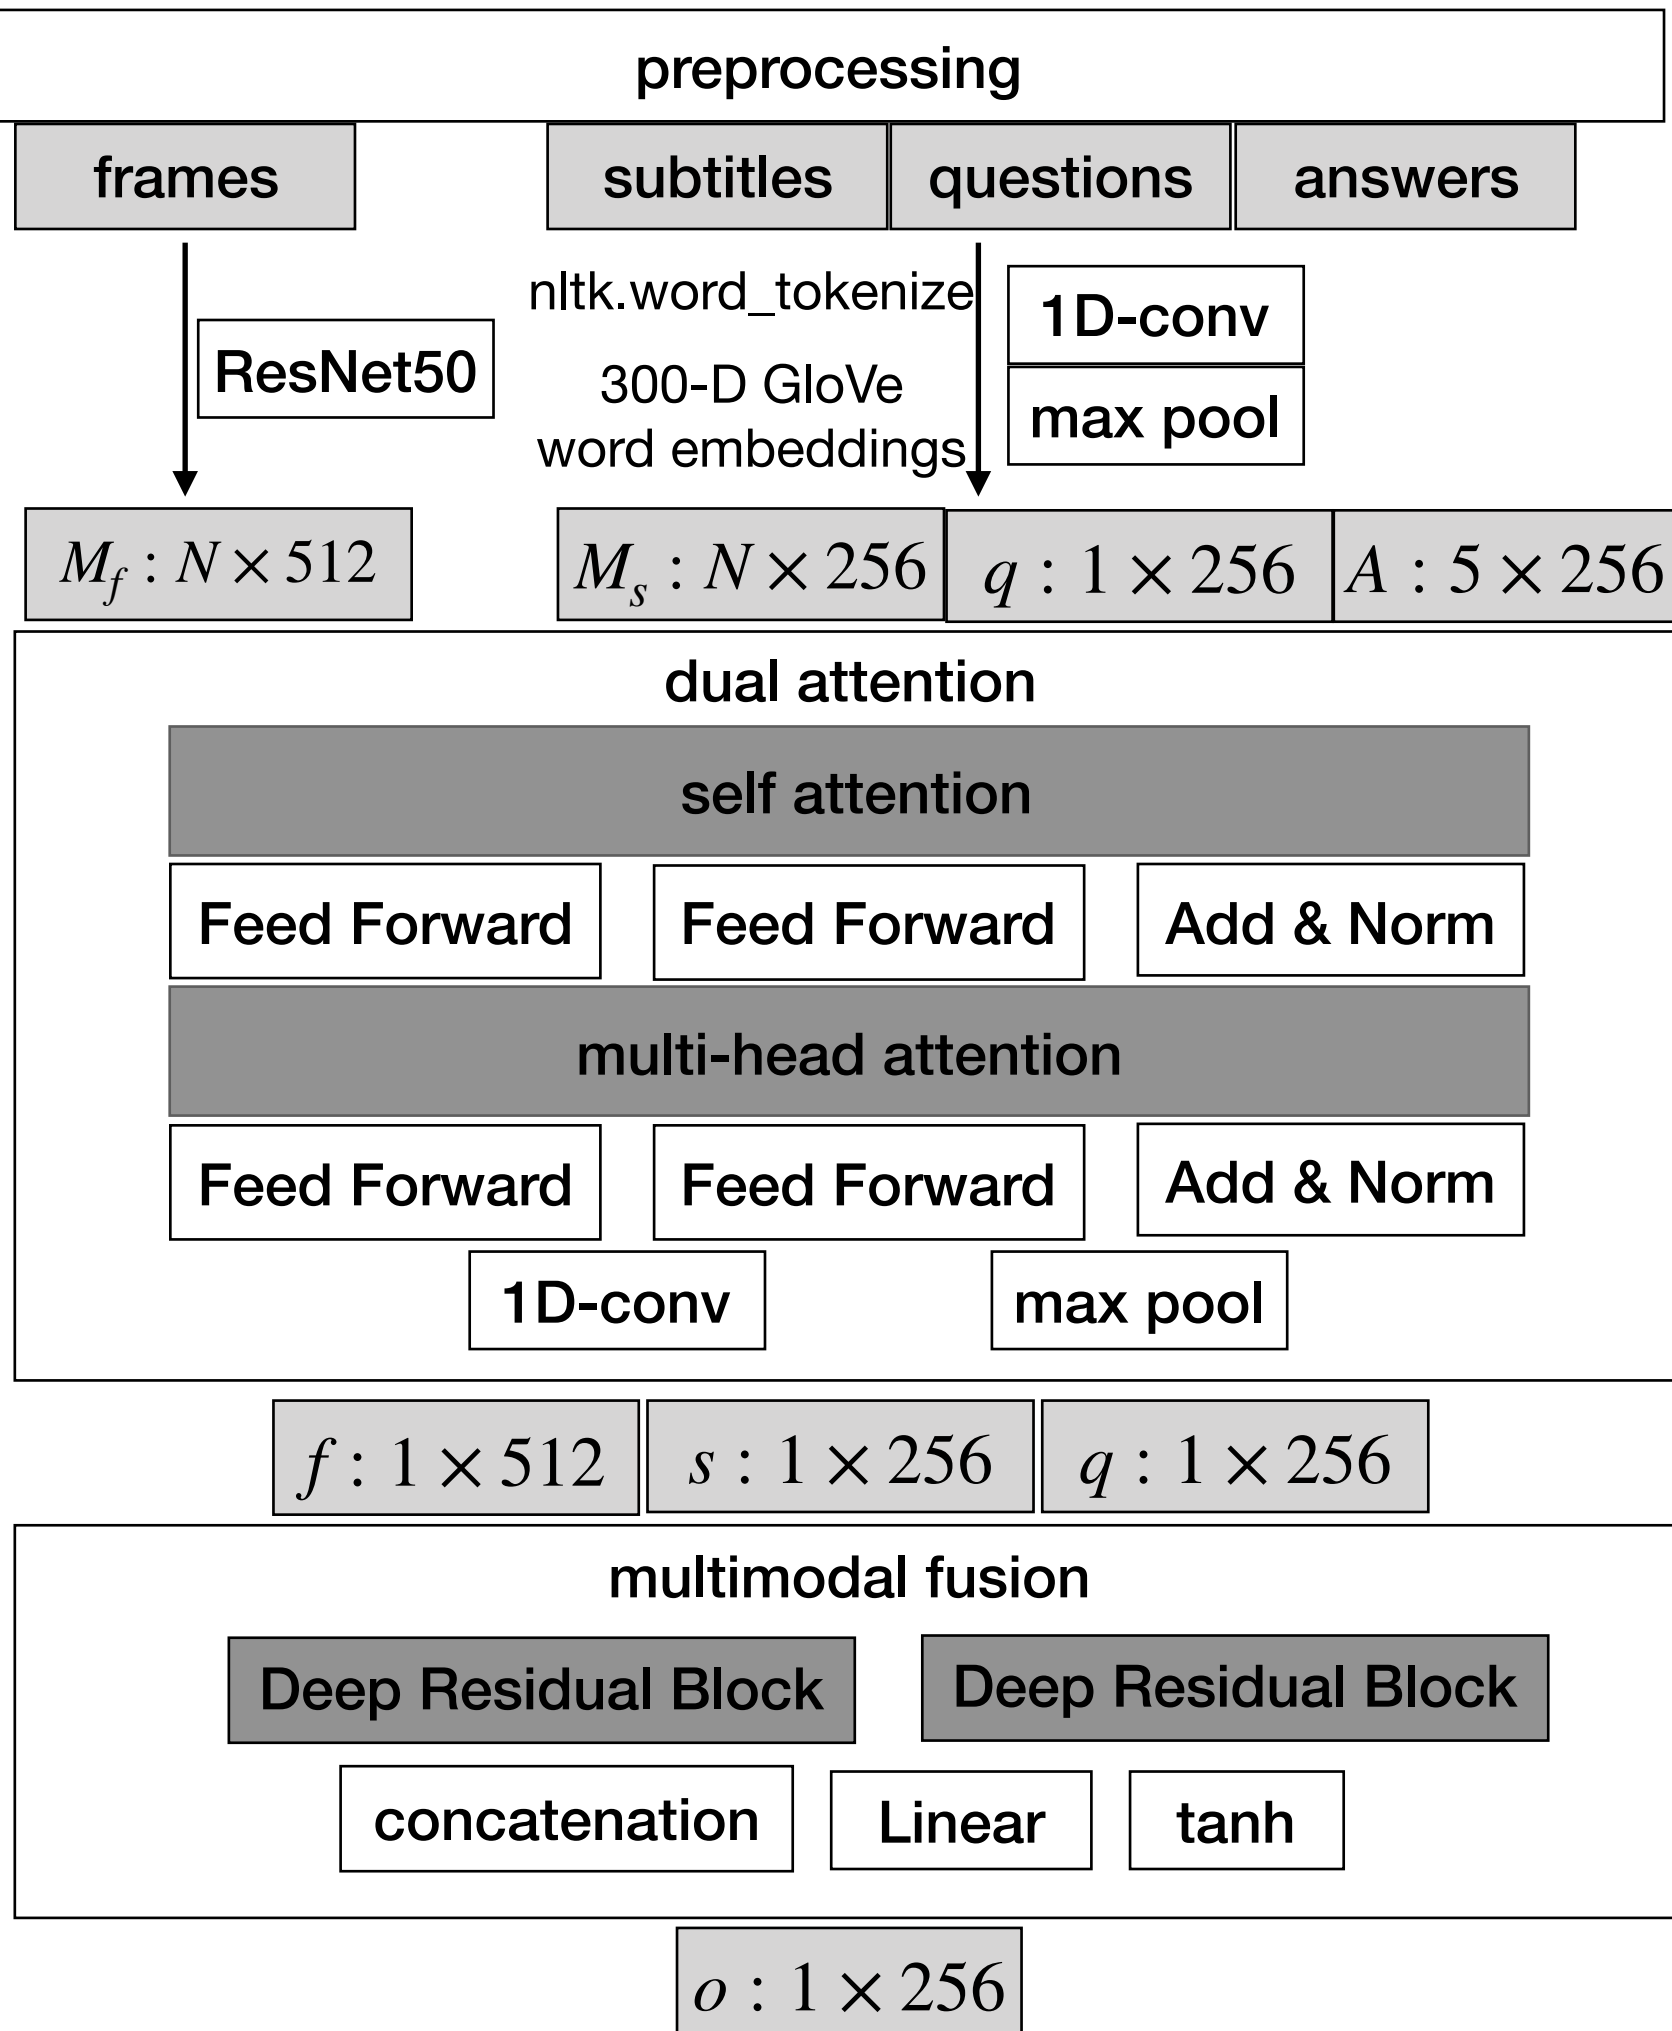 preprocessing
frames
subtitles
questions
answers
nltk.word_tokenize
1D-conv
ResNet50
300-D GloVe
word embeddings
max pool
M_f : N × 512
M_s : N × 256
q : 1 × 256
A : 5 × 256
dual attention
self attention
Feed Forward
Feed Forward
Add & Norm
multi-head attention
Feed Forward
Feed Forward
Add & Norm
1D-conv
max pool
f : 1 × 512
s : 1 × 256
q : 1 × 256
multimodal fusion
Deep Residual Block
Deep Residual Block
concatenation
Linear
tanh
o : 1 × 256